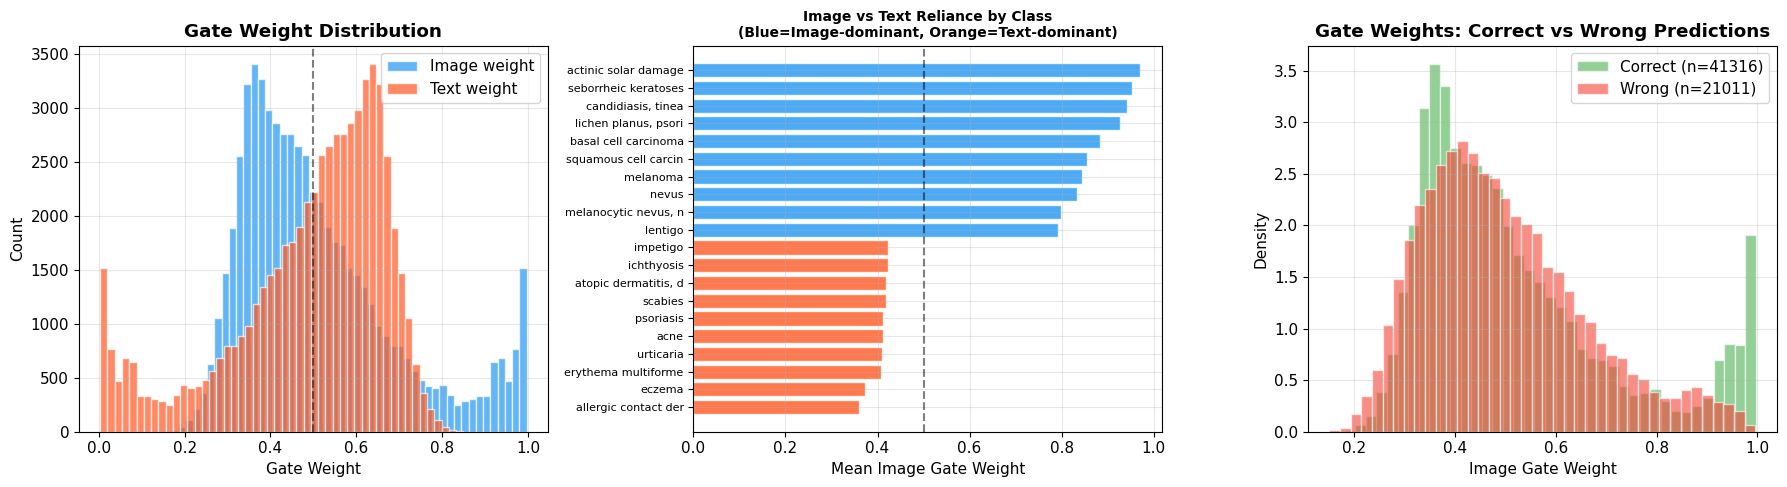 Gate Weight Distribution
Image weight
Text weight
3500
3000
2500
2000
1500
1000
500
0
Count
0.0 0.2 0.4 0.6 0.8 1.0
Gate Weight
Image vs Text Reliance by Class
(Blue=Image-dominant, Orange=Text-dominant)
actinic solar damage
seborrheic keratoses
candidiasis, tinea
lichen planus, psori
basal cell carcinoma
squamous cell carcin
melanoma
nevus
melanocytic nevus, n
lentigo
impetigo
ichthyosis
atopic dermatitis, d
scabies
psoriasis
acne
urticaria
erythema multiforme
eczema
allergic contact der
0.0 0.2 0.4 0.6 0.8 1.0
Mean Image Gate Weight
Gate Weights: Correct vs Wrong Predictions
Correct (n=41316)
Wrong (n=21011)
3.5
3.0
2.5
2.0
1.5
1.0
0.5
0.0
Density
0.2 0.4 0.6 0.8 1.0
Image Gate Weight